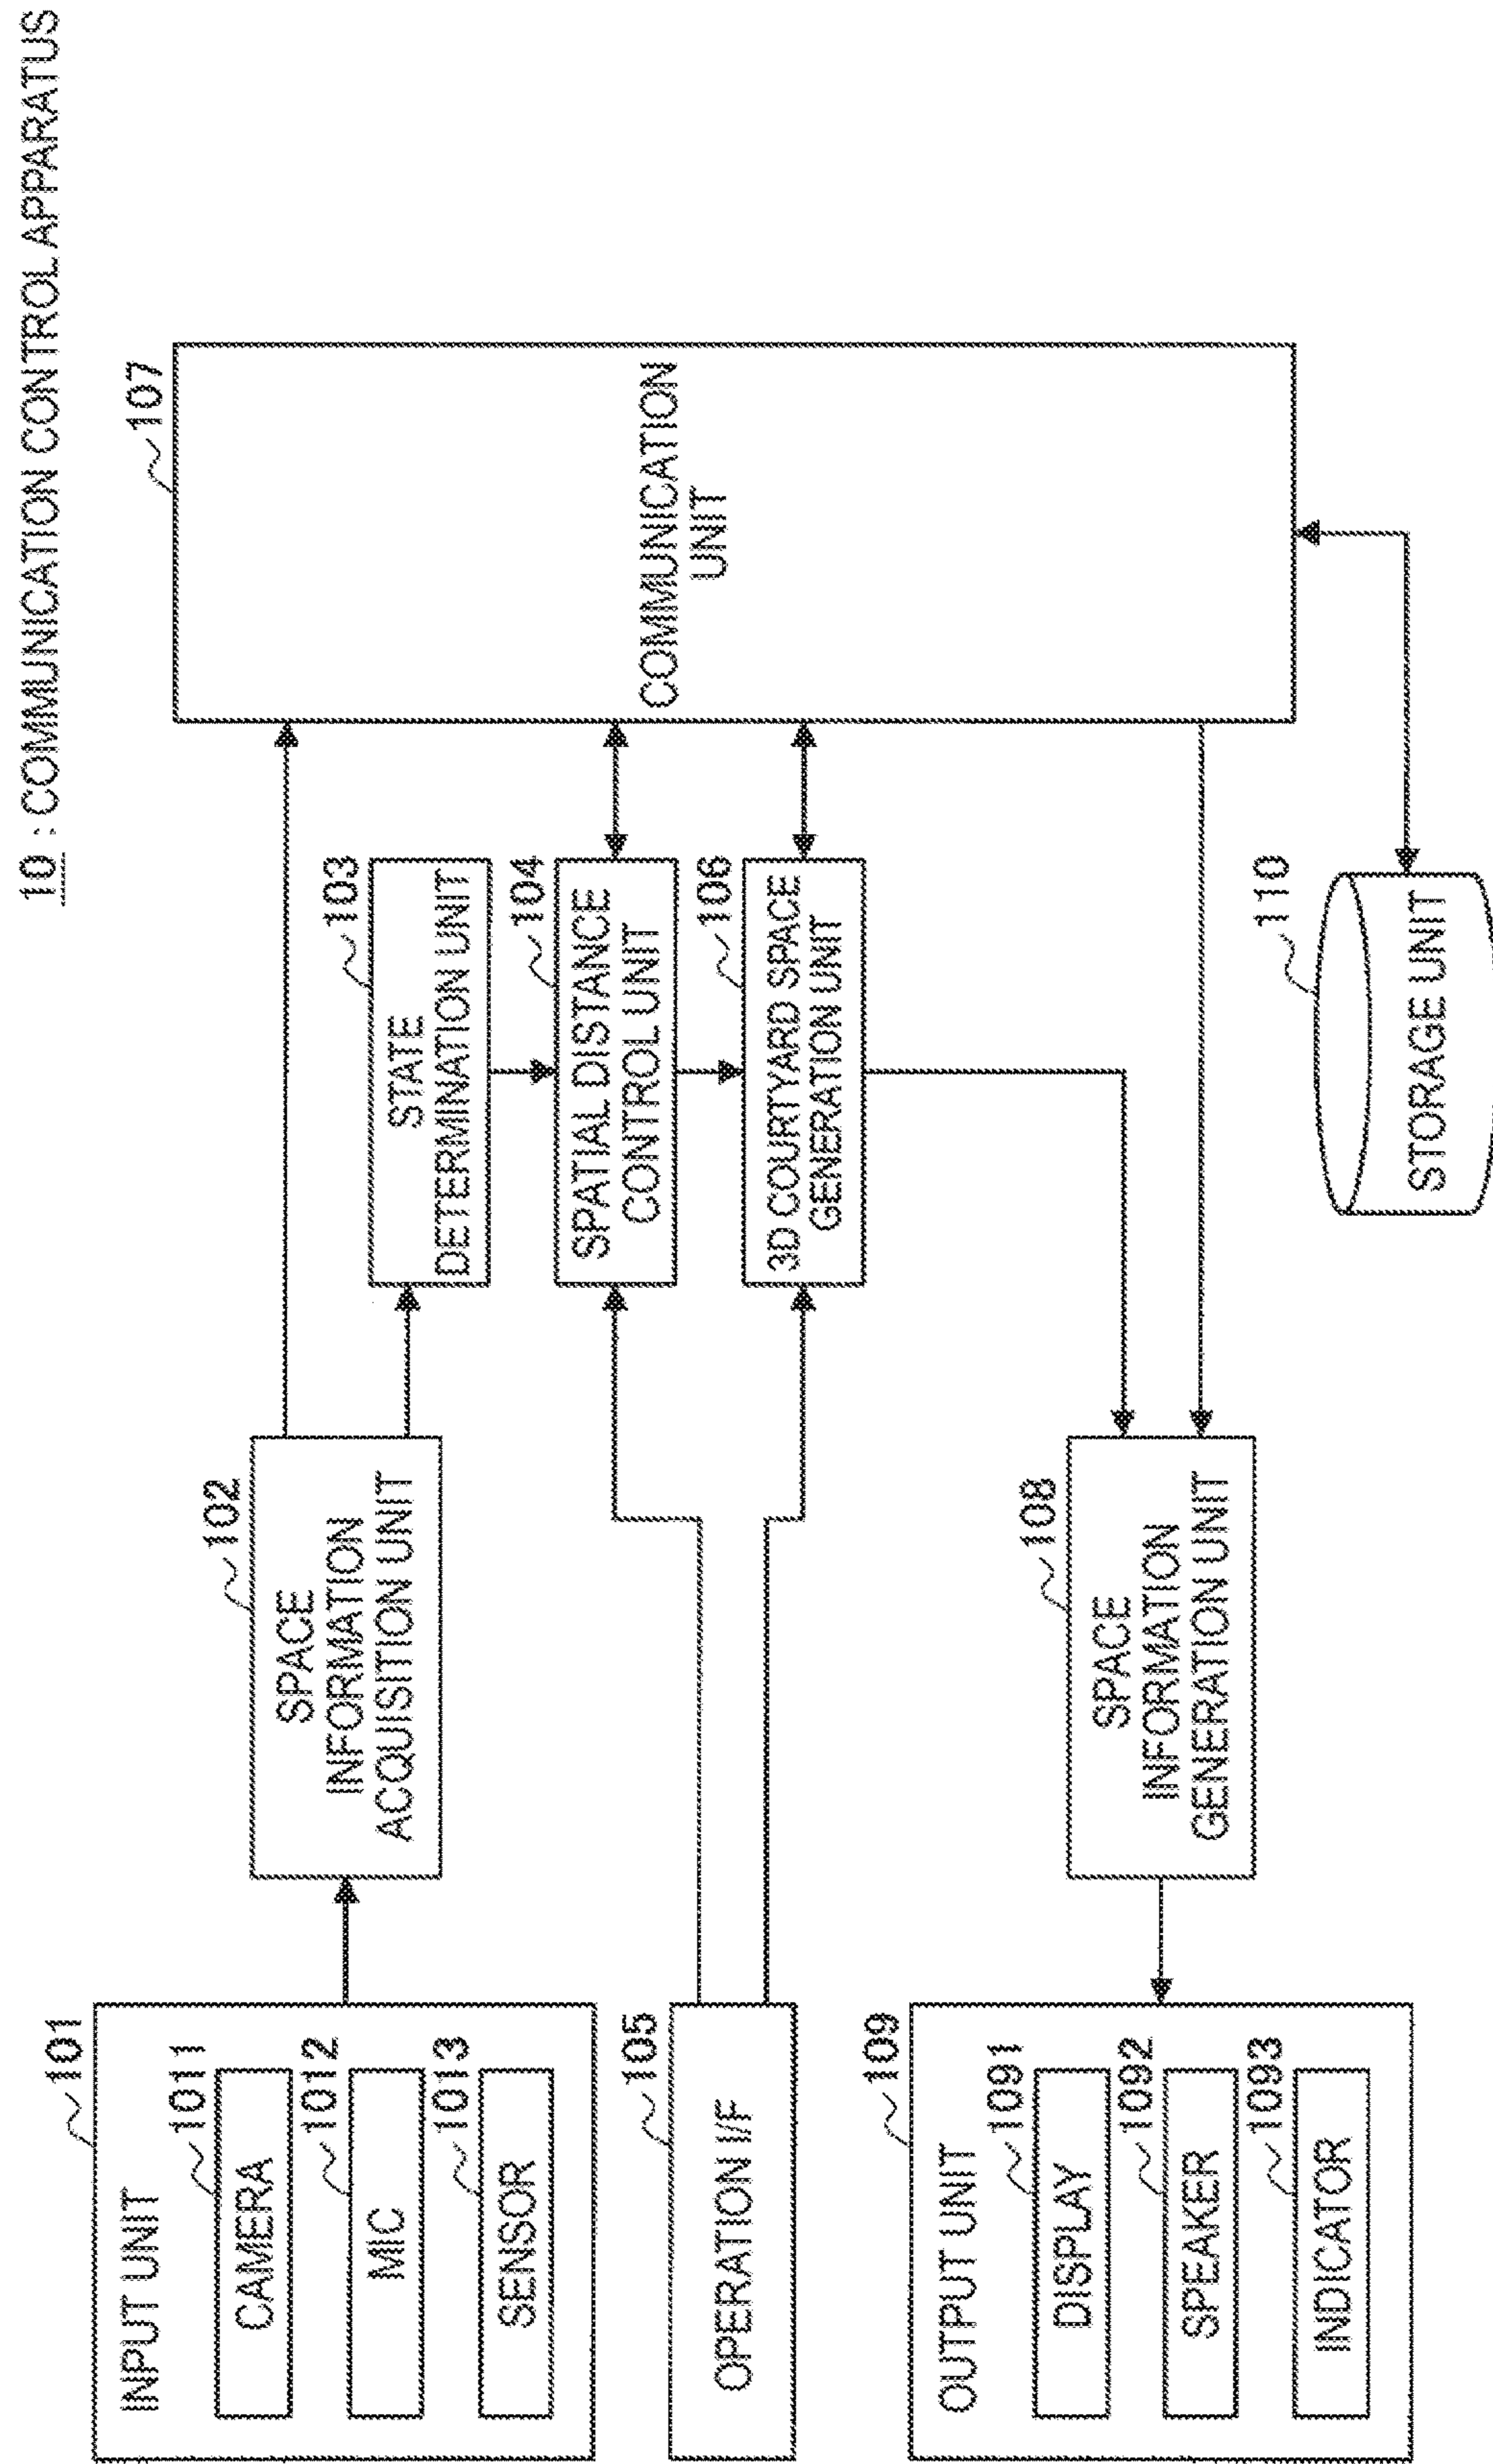 10 : COMMUNICATION CONTROL APPARATUS
101
INPUT UNIT
1011
CAMERA
1012
MIC
1013
SENSOR
102
SPACE
INFORMATION
ACQUISITION UNIT
103
STATE
DETERMINATION UNIT
104
SPATIAL DISTANCE
CONTROL UNIT
105
OPERATION I/F
106
3D COURTYARD SPACE
GENERATION UNIT
107
COMMUNICATION
UNIT
108
SPACE
INFORMATION
GENERATION UNIT
109
OUTPUT UNIT
1091
DISPLAY
1092
SPEAKER
1093
INDICATOR
110
STORAGE UNIT